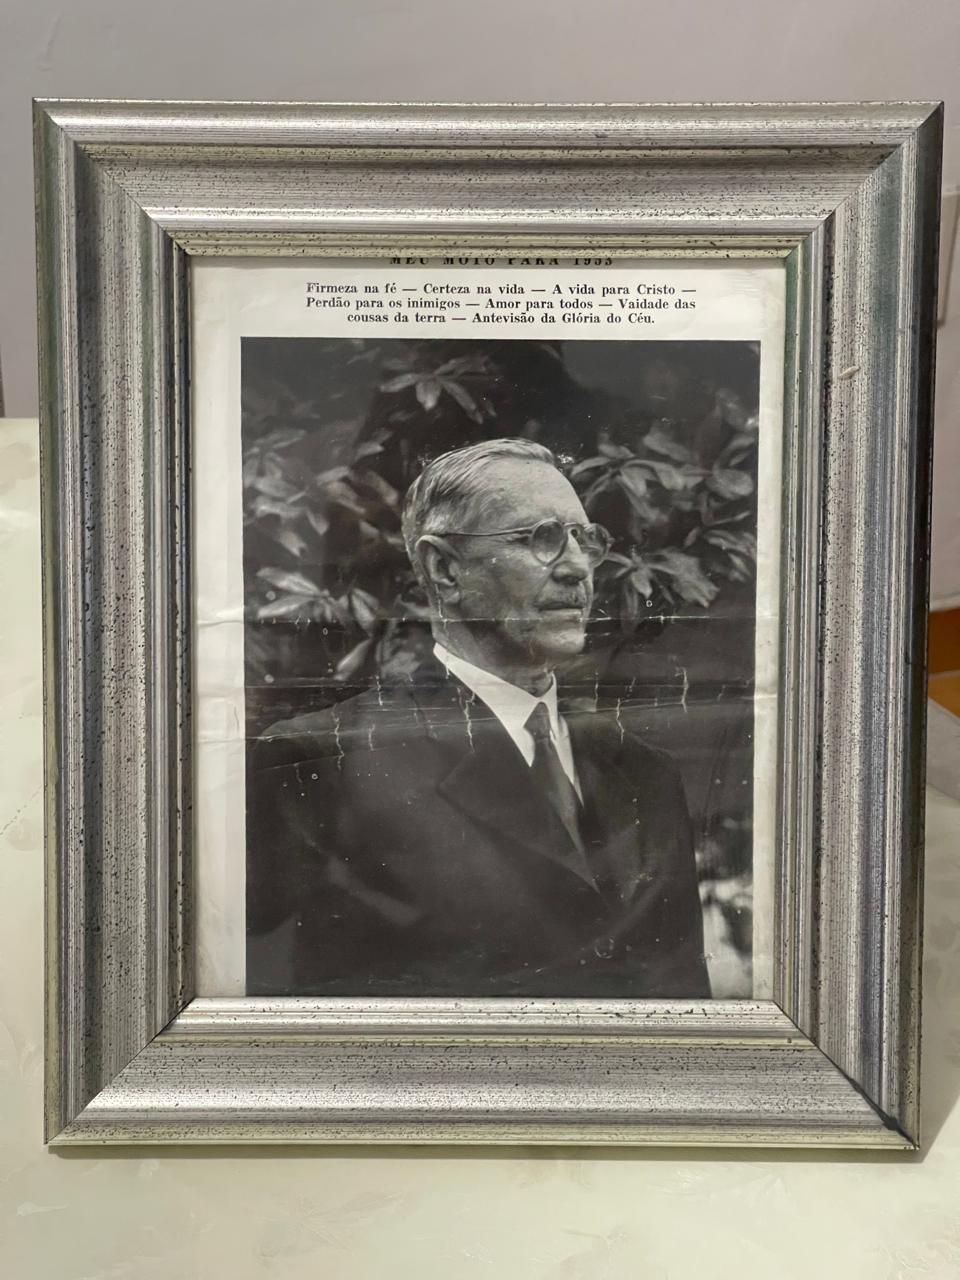 MEU MOTO PARA 1953
Firmeza na fé — Certeza na vida — A vida para Cristo —
Perdão para os inimigos — Amor para todos — Vaidade das
cousas da terra — Antevisão da Glória do Céu.